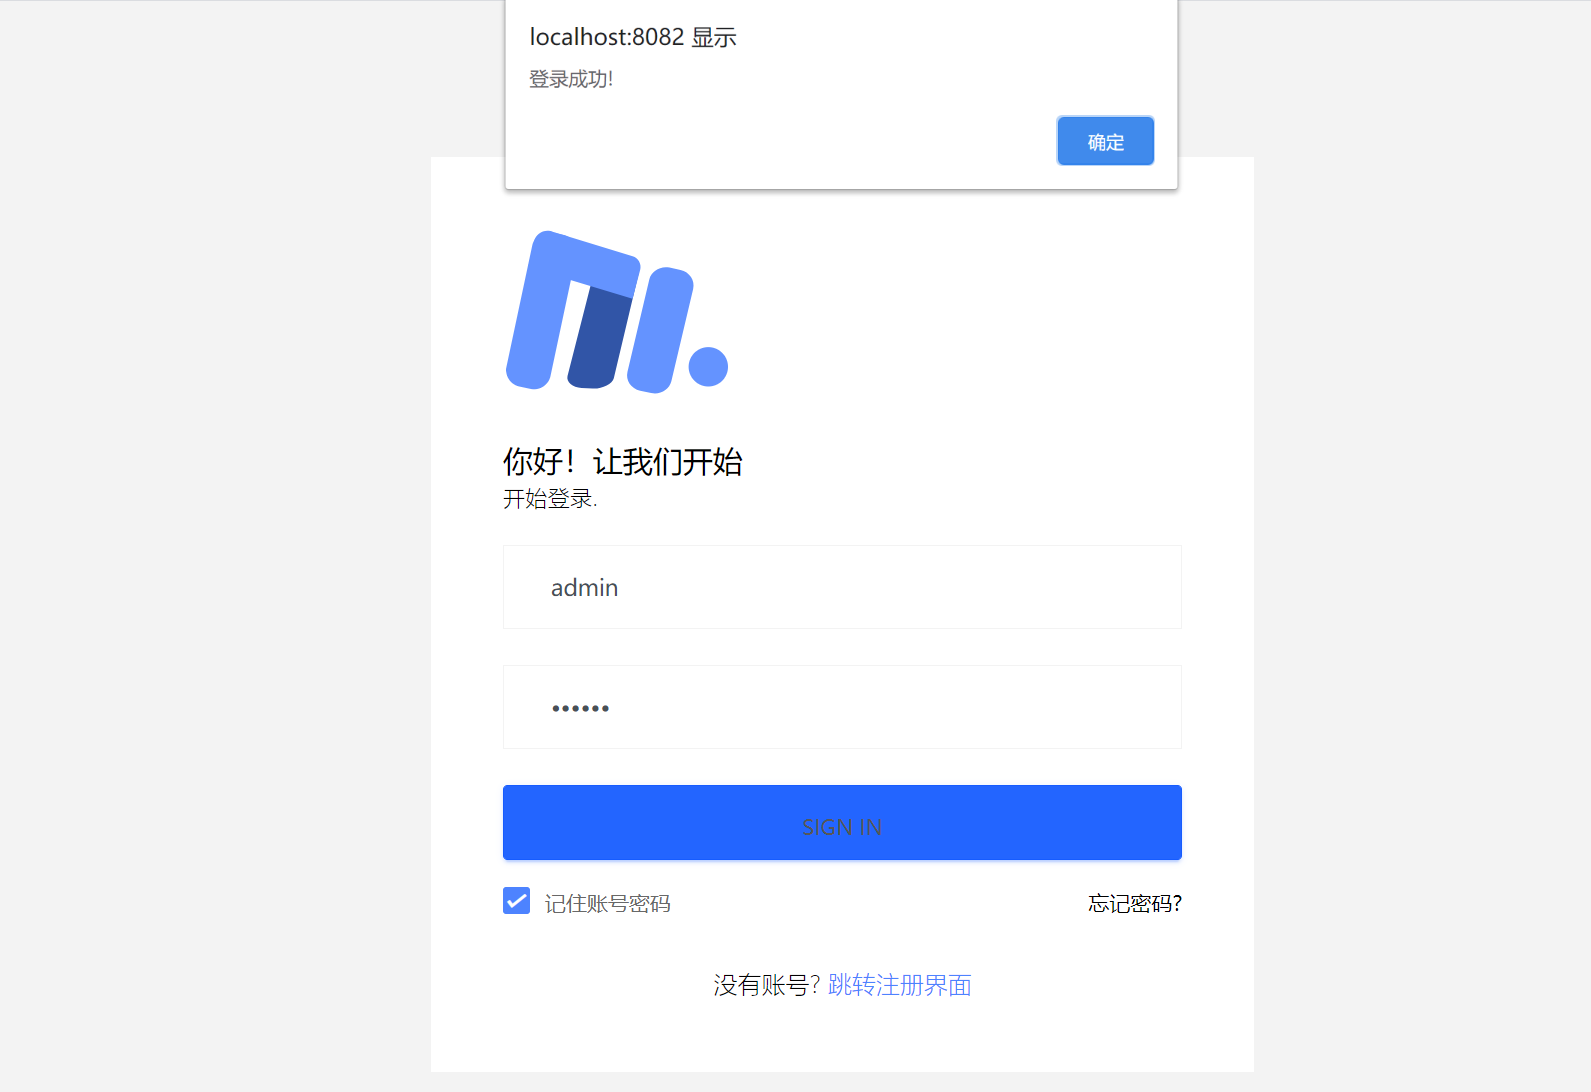 localhost:8082 显示
登录成功!
确定
你好！让我们开始
开始登录.
admin
••••••
SIGN IN
记住账号密码
忘记密码?
没有账号? 跳转注册界面